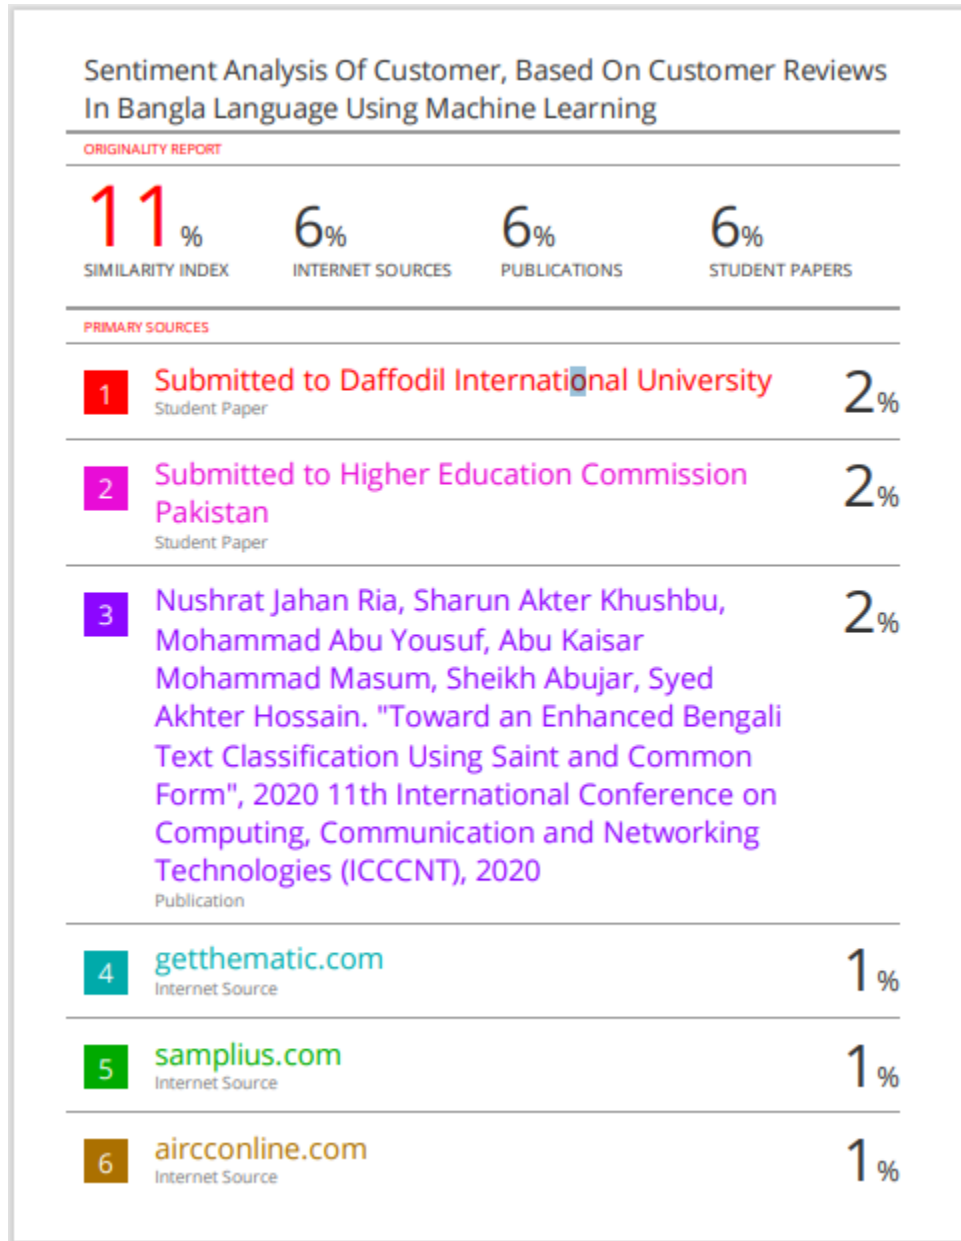 Sentiment Analysis Of Customer, Based On Customer Reviews
In Bangla Language Using Machine Learning
ORIGINALITY REPORT
11% 6% 6% 6%
SIMILARITY INDEX INTERNET SOURCES PUBLICATIONS STUDENT PAPERS
PRIMARY SOURCES
1 Submitted to Daffodil International University 2%
Student Paper
2 Submitted to Higher Education Commission 2%
Pakistan
Student Paper
3 Nushrat Jahan Ria, Sharun Akter Khushbu, 2%
Mohammad Abu Yousuf, Abu Kaisar
Mohammad Masum, Sheikh Abujar, Syed
Akhter Hossain. "Toward an Enhanced Bengali
Text Classification Using Saint and Common
Form", 2020 11th International Conference on
Computing, Communication and Networking
Technologies (ICCCNT), 2020
Publication
4 getthematic.com 1%
Internet Source
5 samplius.com 1%
Internet Source
6 aircconline.com 1%
Internet Source